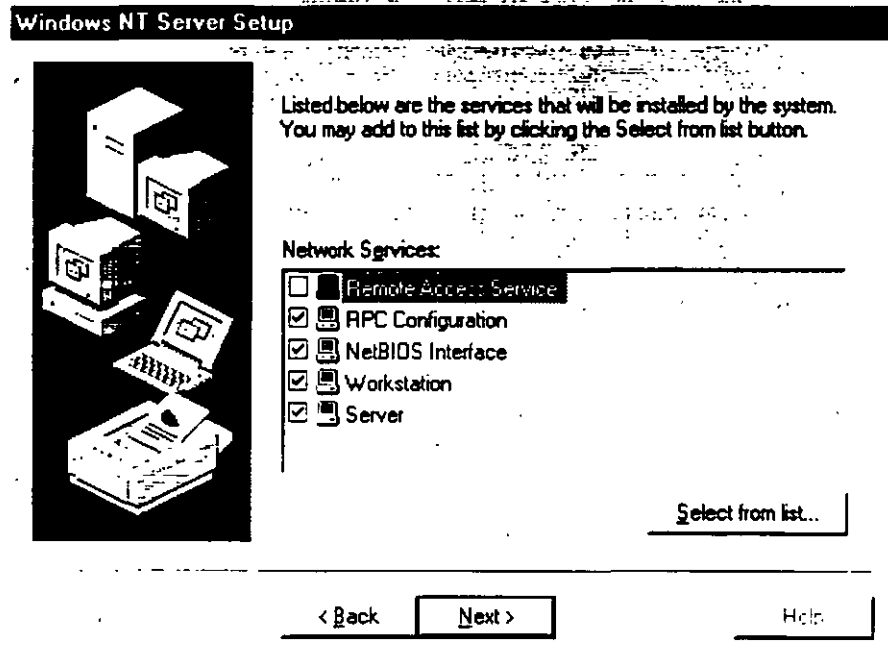 Windows NT Server Setup
Listed below are the services that will be installed by the system.
You may add to this list by clicking the Select from list button.
Network Services:
Remote Access Service
RPC Configuration
NetBIOS Interface
Workstation
Server
Select from list...
< Back
Next >
Help